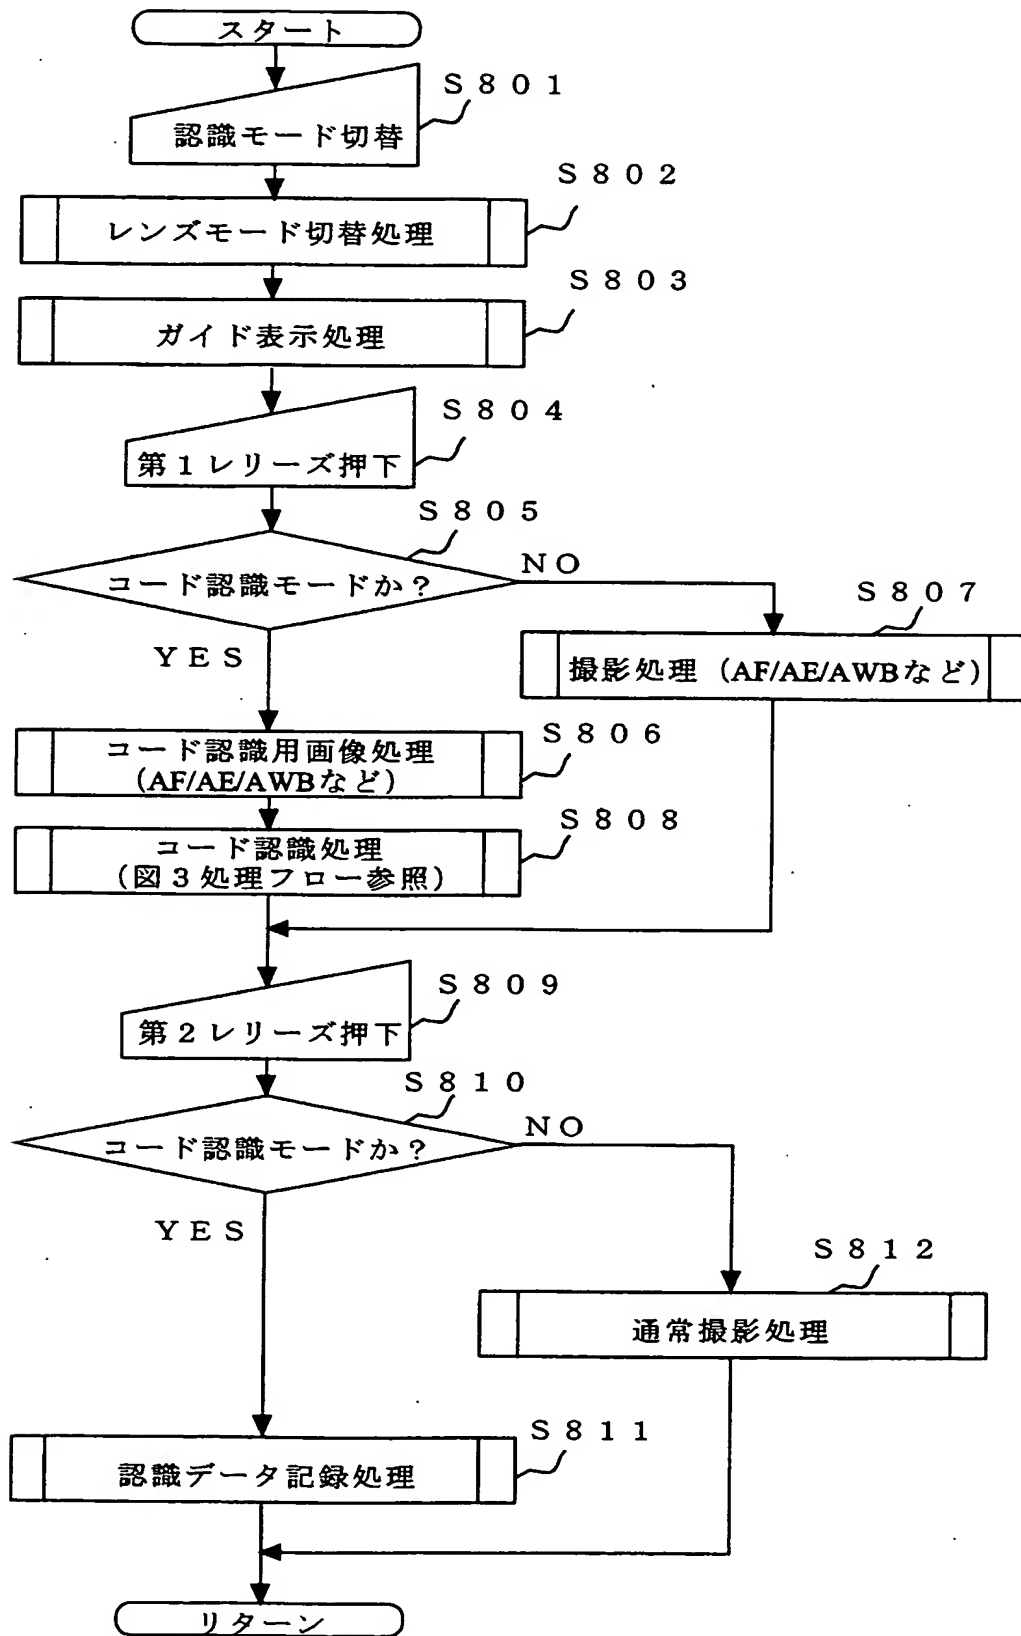 スタート
S801
認識モード切替
S802
レンズモード切替処理
S803
ガイド表示処理
S804
第1レリーズ押下
S805
コード認識モードか?
NO
YES
S807
撮影処理(AF/AE/AWBなど)
S806
コード認識用画像処理
(AF/AE/AWBなど)
S808
コード認識処理
(図3処理フロー参照)
S809
第2レリーズ押下
S810
コード認識モードか?
NO
YES
S812
通常撮影処理
S811
認識データ記録処理
リターン